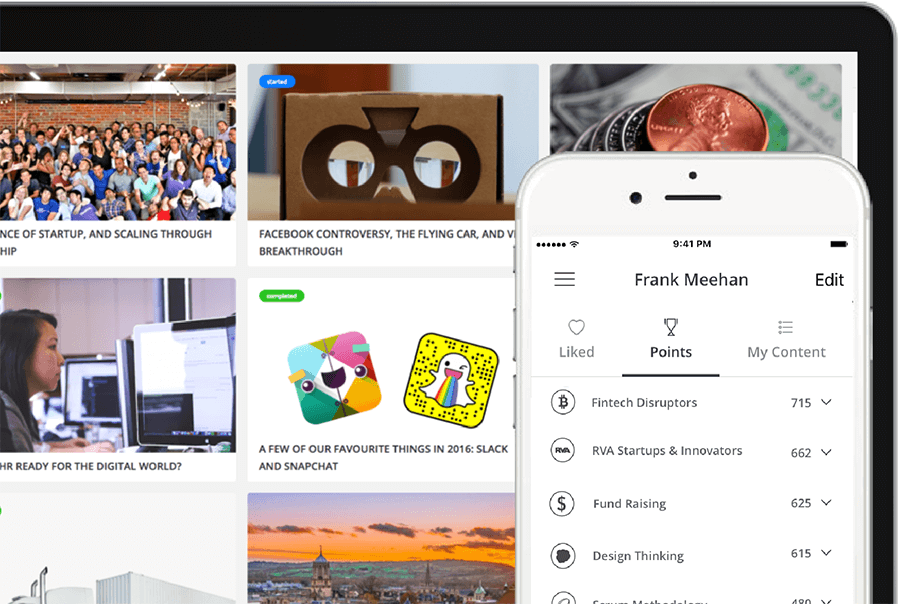 started
NCE OF STARTUP, AND SCALING THROUGH
HIP
FACEBOOK CONTROVERSY, THE FLYING CAR, AND V
BREAKTHROUGH
completed
HR READY FOR THE DIGITAL WORLD?
A FEW OF OUR FAVOURITE THINGS IN 2016: SLACK
AND SNAPCHAT
9:41 PM
Frank Meehan
Edit
Liked
Points
My Content
Fintech Disruptors 715
RVA RVA Startups & Innovators 662
$ Fund Raising 625
Design Thinking 615
Scrum Methodology 480